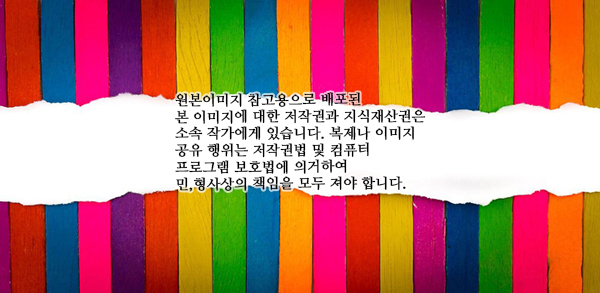 원본이미지 참고용으로 배포된
본 이미지에 대한 저작권과 지식재산권은
소속 작가에게 있습니다. 복제나 이미지
공유 행위는 저작권법 및 컴퓨터
프로그램 보호법에 의거하여
민,형사상의 책임을 모두 져야 합니다.